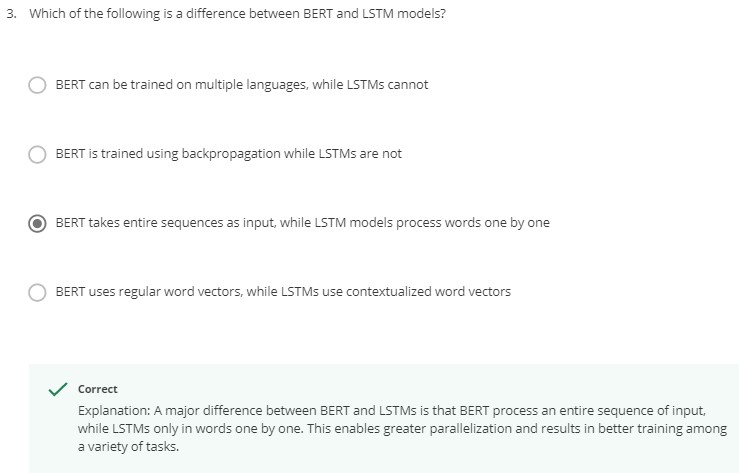 3. Which of the following is a difference between BERT and LSTM models?
BERT can be trained on multiple languages, while LSTMs cannot
BERT is trained using backpropagation while LSTMs are not
BERT takes entire sequences as input, while LSTM models process words one by one
BERT uses regular word vectors, while LSTMs use contextualized word vectors
Correct
Explanation: A major difference between BERT and LSTMs is that BERT process an entire sequence of input,
while LSTMs only in words one by one. This enables greater parallelization and results in better training among
a variety of tasks.